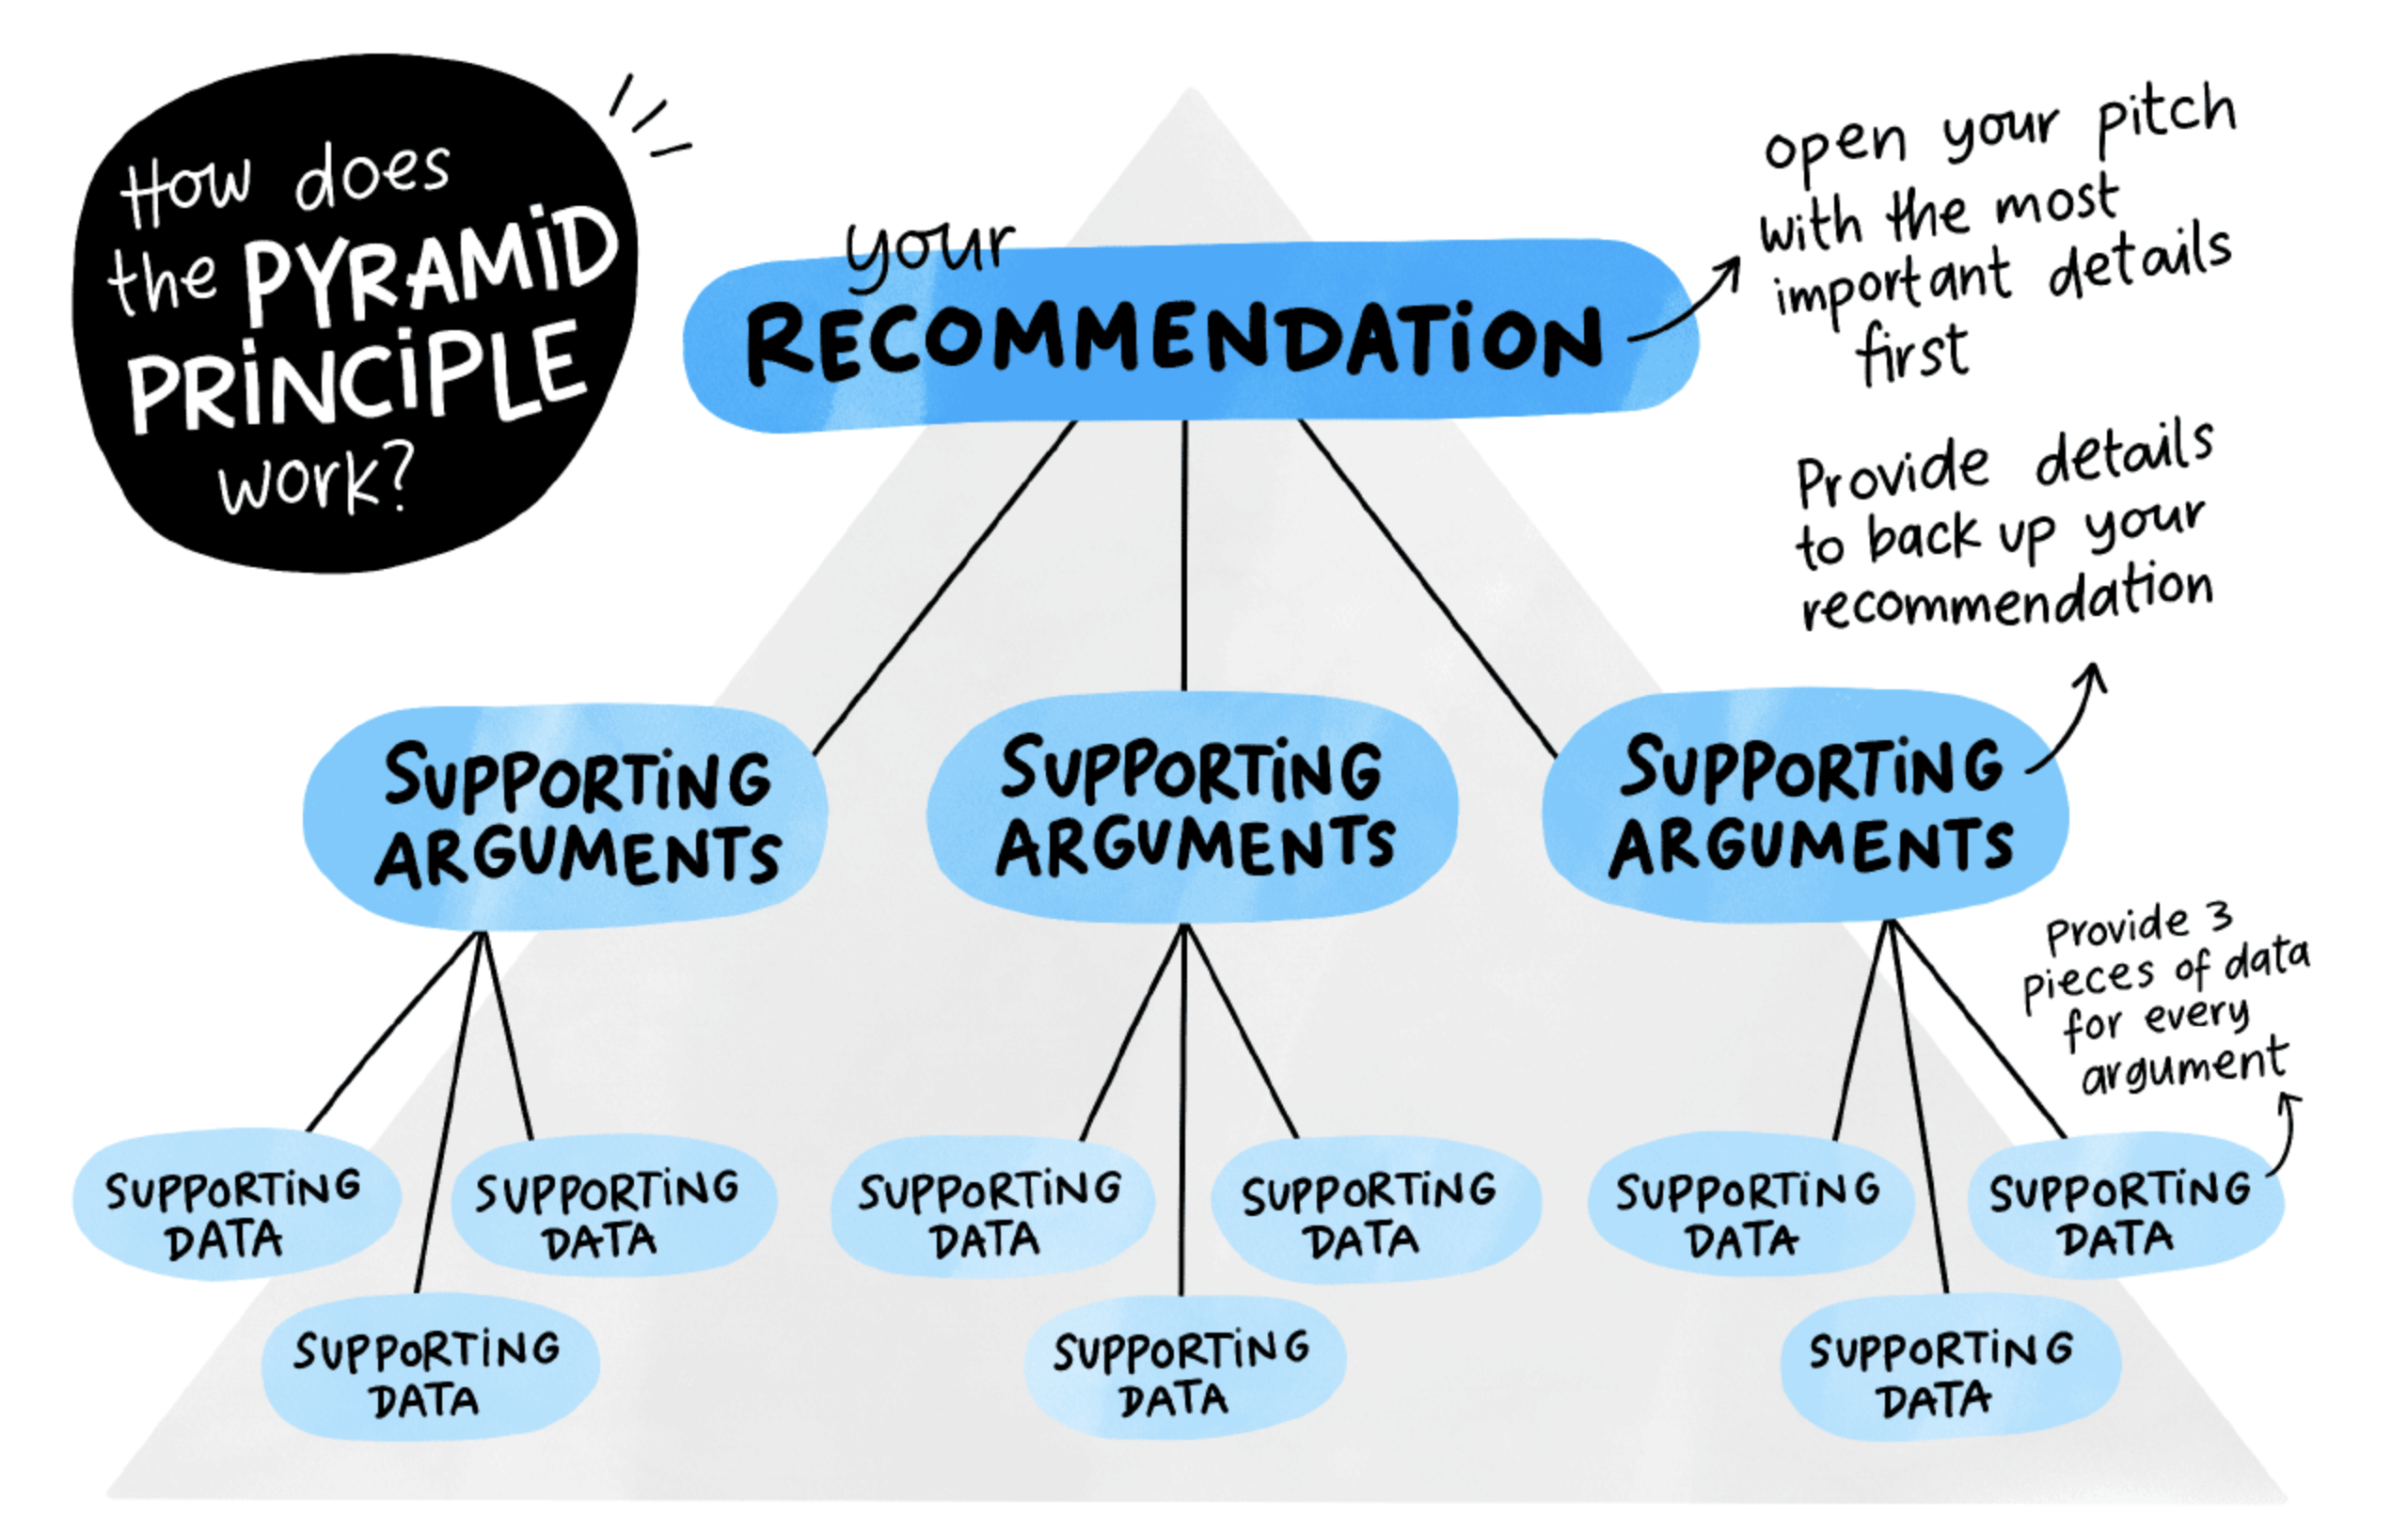 How does
the PYRAMiD
PRiNCiPLE
work?
your
RECOMMENDATiON
open your pitch
with the most
important details
first
Provide details
to back up your
recommendation
SUPPORTiNG
ARGUMENTS
SUPPORTiNG
ARGUMENTS
SUPPORTiNG
ARGUMENTS
Provide 3
pieces of data
for every
argument
SUPPORTiNG
DATA
SUPPORTiNG
DATA
SUPPORTiNG
DATA
SUPPORTiNG
DATA
SUPPORTiNG
DATA
SUPPORTiNG
DATA
SUPPORTiNG
DATA
SUPPORTiNG
DATA
SUPPORTiNG
DATA